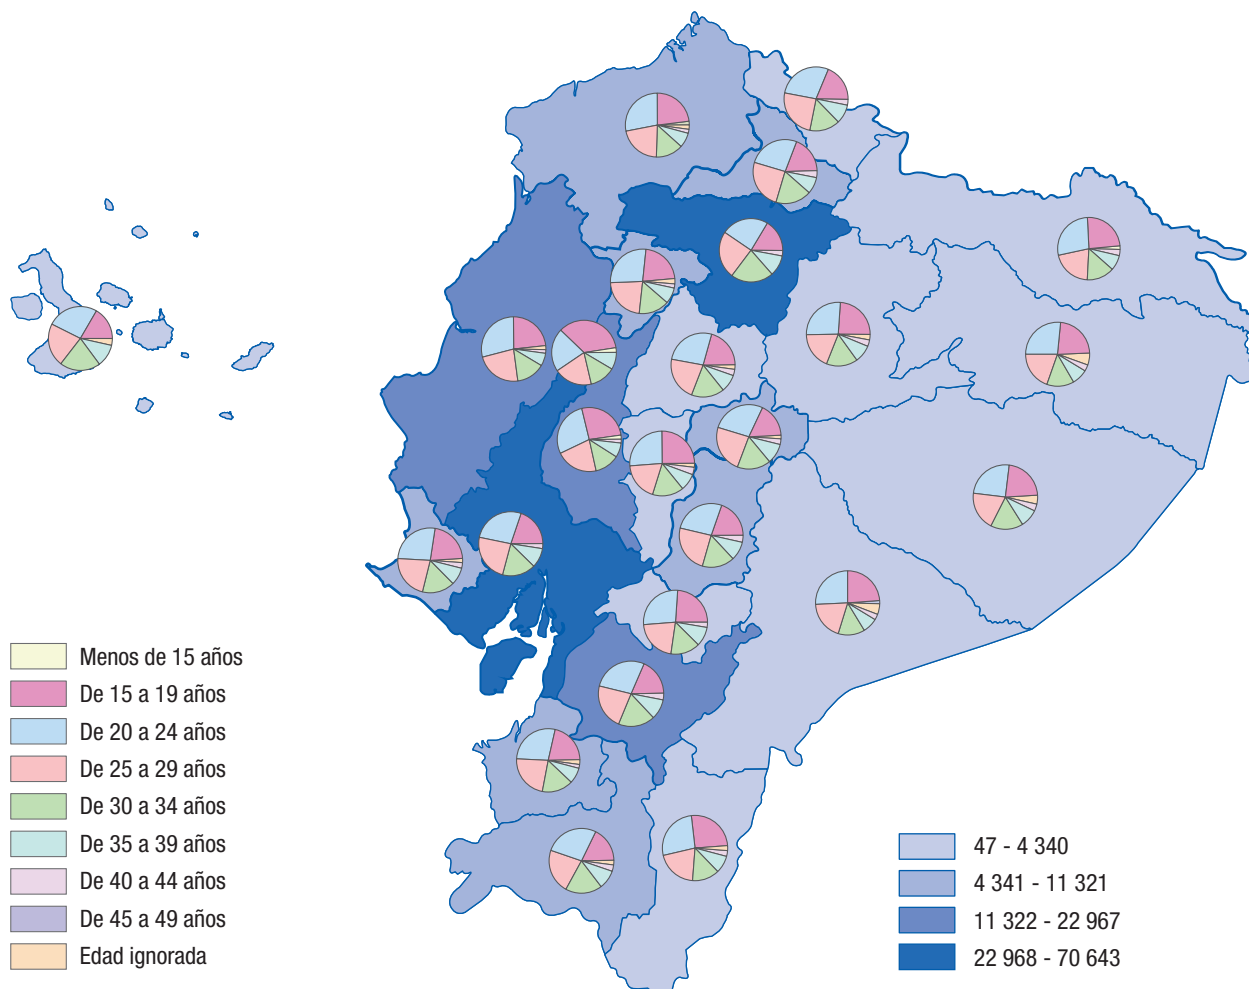 Menos de 15 años
De 15 a 19 años
De 20 a 24 años
De 25 a 29 años
De 30 a 34 años
De 35 a 39 años
De 40 a 44 años
De 45 a 49 años
Edad ignorada
47 - 4 340
4 341 - 11 321
11 322 - 22 967
22 968 - 70 643